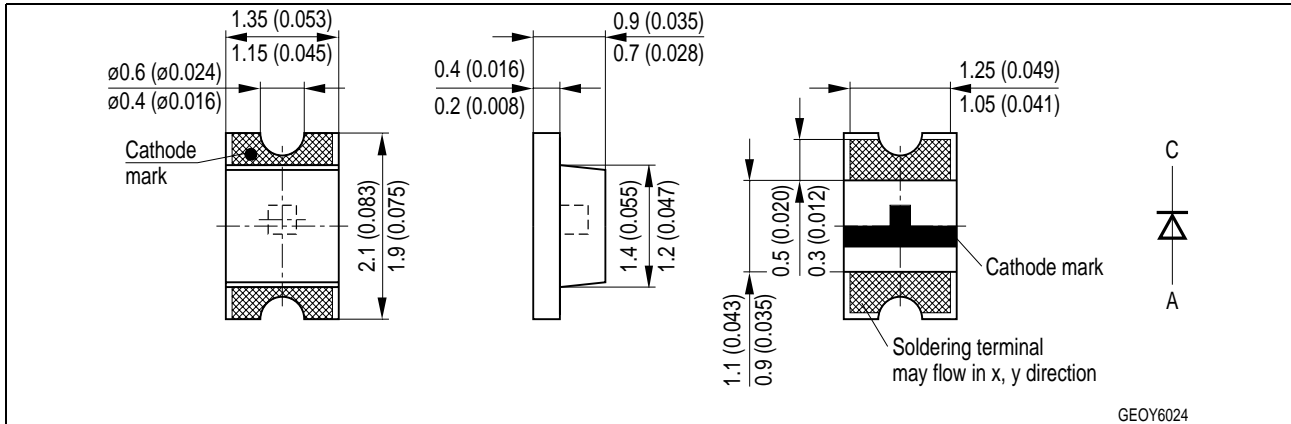 1.35 (0.053)
1.15 (0.045)
ø0.6 (ø0.024)
ø0.4 (ø0.016)
Cathode
mark
2.1 (0.083)
1.9 (0.075)
0.9 (0.035)
0.7 (0.028)
0.4 (0.016)
0.2 (0.008)
1.4 (0.055)
1.2 (0.047)
1.25 (0.049)
1.05 (0.041)
0.5 (0.020)
0.3 (0.012)
1.1 (0.043)
0.9 (0.035)
Cathode mark
Soldering terminal
may flow in x, y direction
C
A
GEOY6024